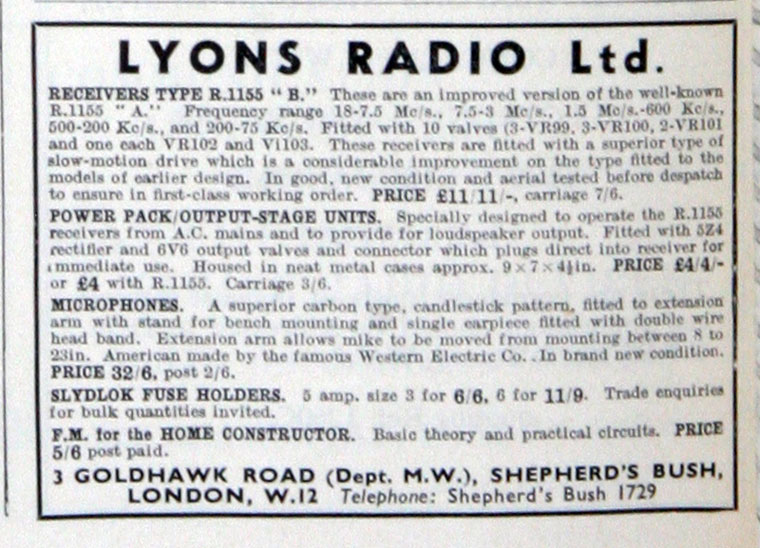 LYONS RADIO Ltd.
RECEIVERS TYPE R.1155 " B." These are an improved version of the well-known
R.1155 " A." Frequency range 18-7.5 Mc/s., 7.5-3 Mc/s., 1.5 Mc/s.-600 Kc/s.,
500-200 Kc/s., and 200-75 Kc/s. Fitted with 10 valves (3-VR99, 3-VR100, 2-VR101
and one each VR102 and V1103. These receivers are fitted with a superior type of
slow-motion drive which is a considerable improvement on the type fitted to the
models of earlier design. In good, new condition and aerial tested before despatch
to ensure in first-class working order. PRICE £11/11/-, carriage 7/6.
POWER PACK/OUTPUT-STAGE UNITS. Specially designed to operate the R.1155
receivers from A.C. mains and to provide for loudspeaker output. Fitted with 5Z4
rectifier and 6V6 output valves and connector which plugs direct into receiver for
immediate use. Housed in neat metal cases approx. 9×7×4½in. PRICE £4/4/-
or £4 with R.1155. Carriage 3/6.
MICROPHONES. A superior carbon type, candlestick pattern, fitted to extension
arm with stand for bench mounting and single earpiece fitted with double wire
head band. Extension arm allows mike to be moved from mounting between 8 to
23in. American made by the famous Western Electric Co. . In brand new condition.
PRICE 32/6, post 2/6.
SLYDLOK FUSE HOLDERS. 5 amp. size 3 for 6/6, 6 for 11/9. Trade enquiries
for bulk quantities invited.
F.M. for the HOME CONSTRUCTOR. Basic theory and practical circuits. PRICE
5/6 post paid.
3 GOLDHAWK ROAD (Dept. M.W.), SHEPHERD'S BUSH,
LONDON, W.12 Telephone: Shepherd's Bush 1729